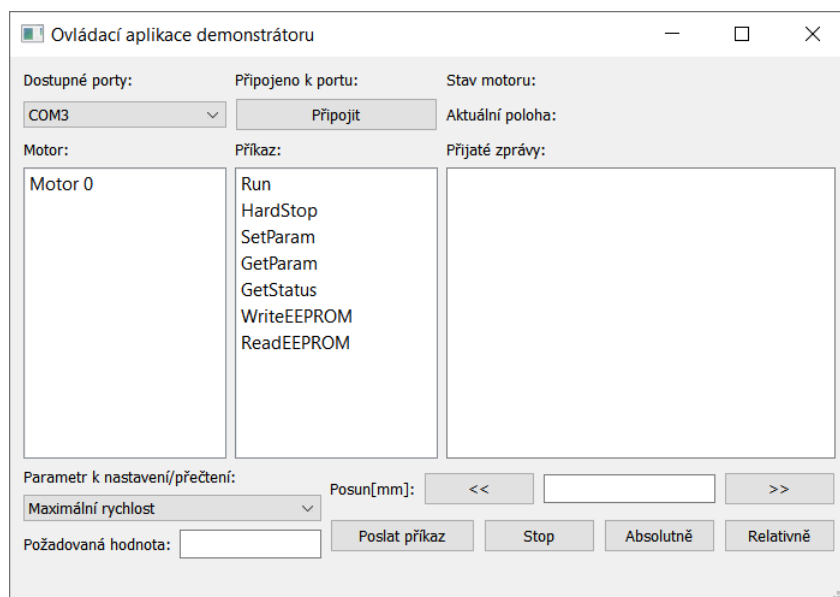 Ovládací aplikace demonstrátoru
Dostupné porty:
Připojeno k portu:
Stav motoru:
COM3
Připojit
Aktuální poloha:
Motor:
Příkaz:
Přijaté zprávy:
Motor 0
Run
HardStop
SetParam
GetParam
GetStatus
WriteEEPROM
ReadEEPROM
Parametr k nastavení/přečtení:
Maximální rychlost
Požadovaná hodnota:
Posun[mm]:
<<
>>
Poslat příkaz
Stop
Absolutně
Relativně